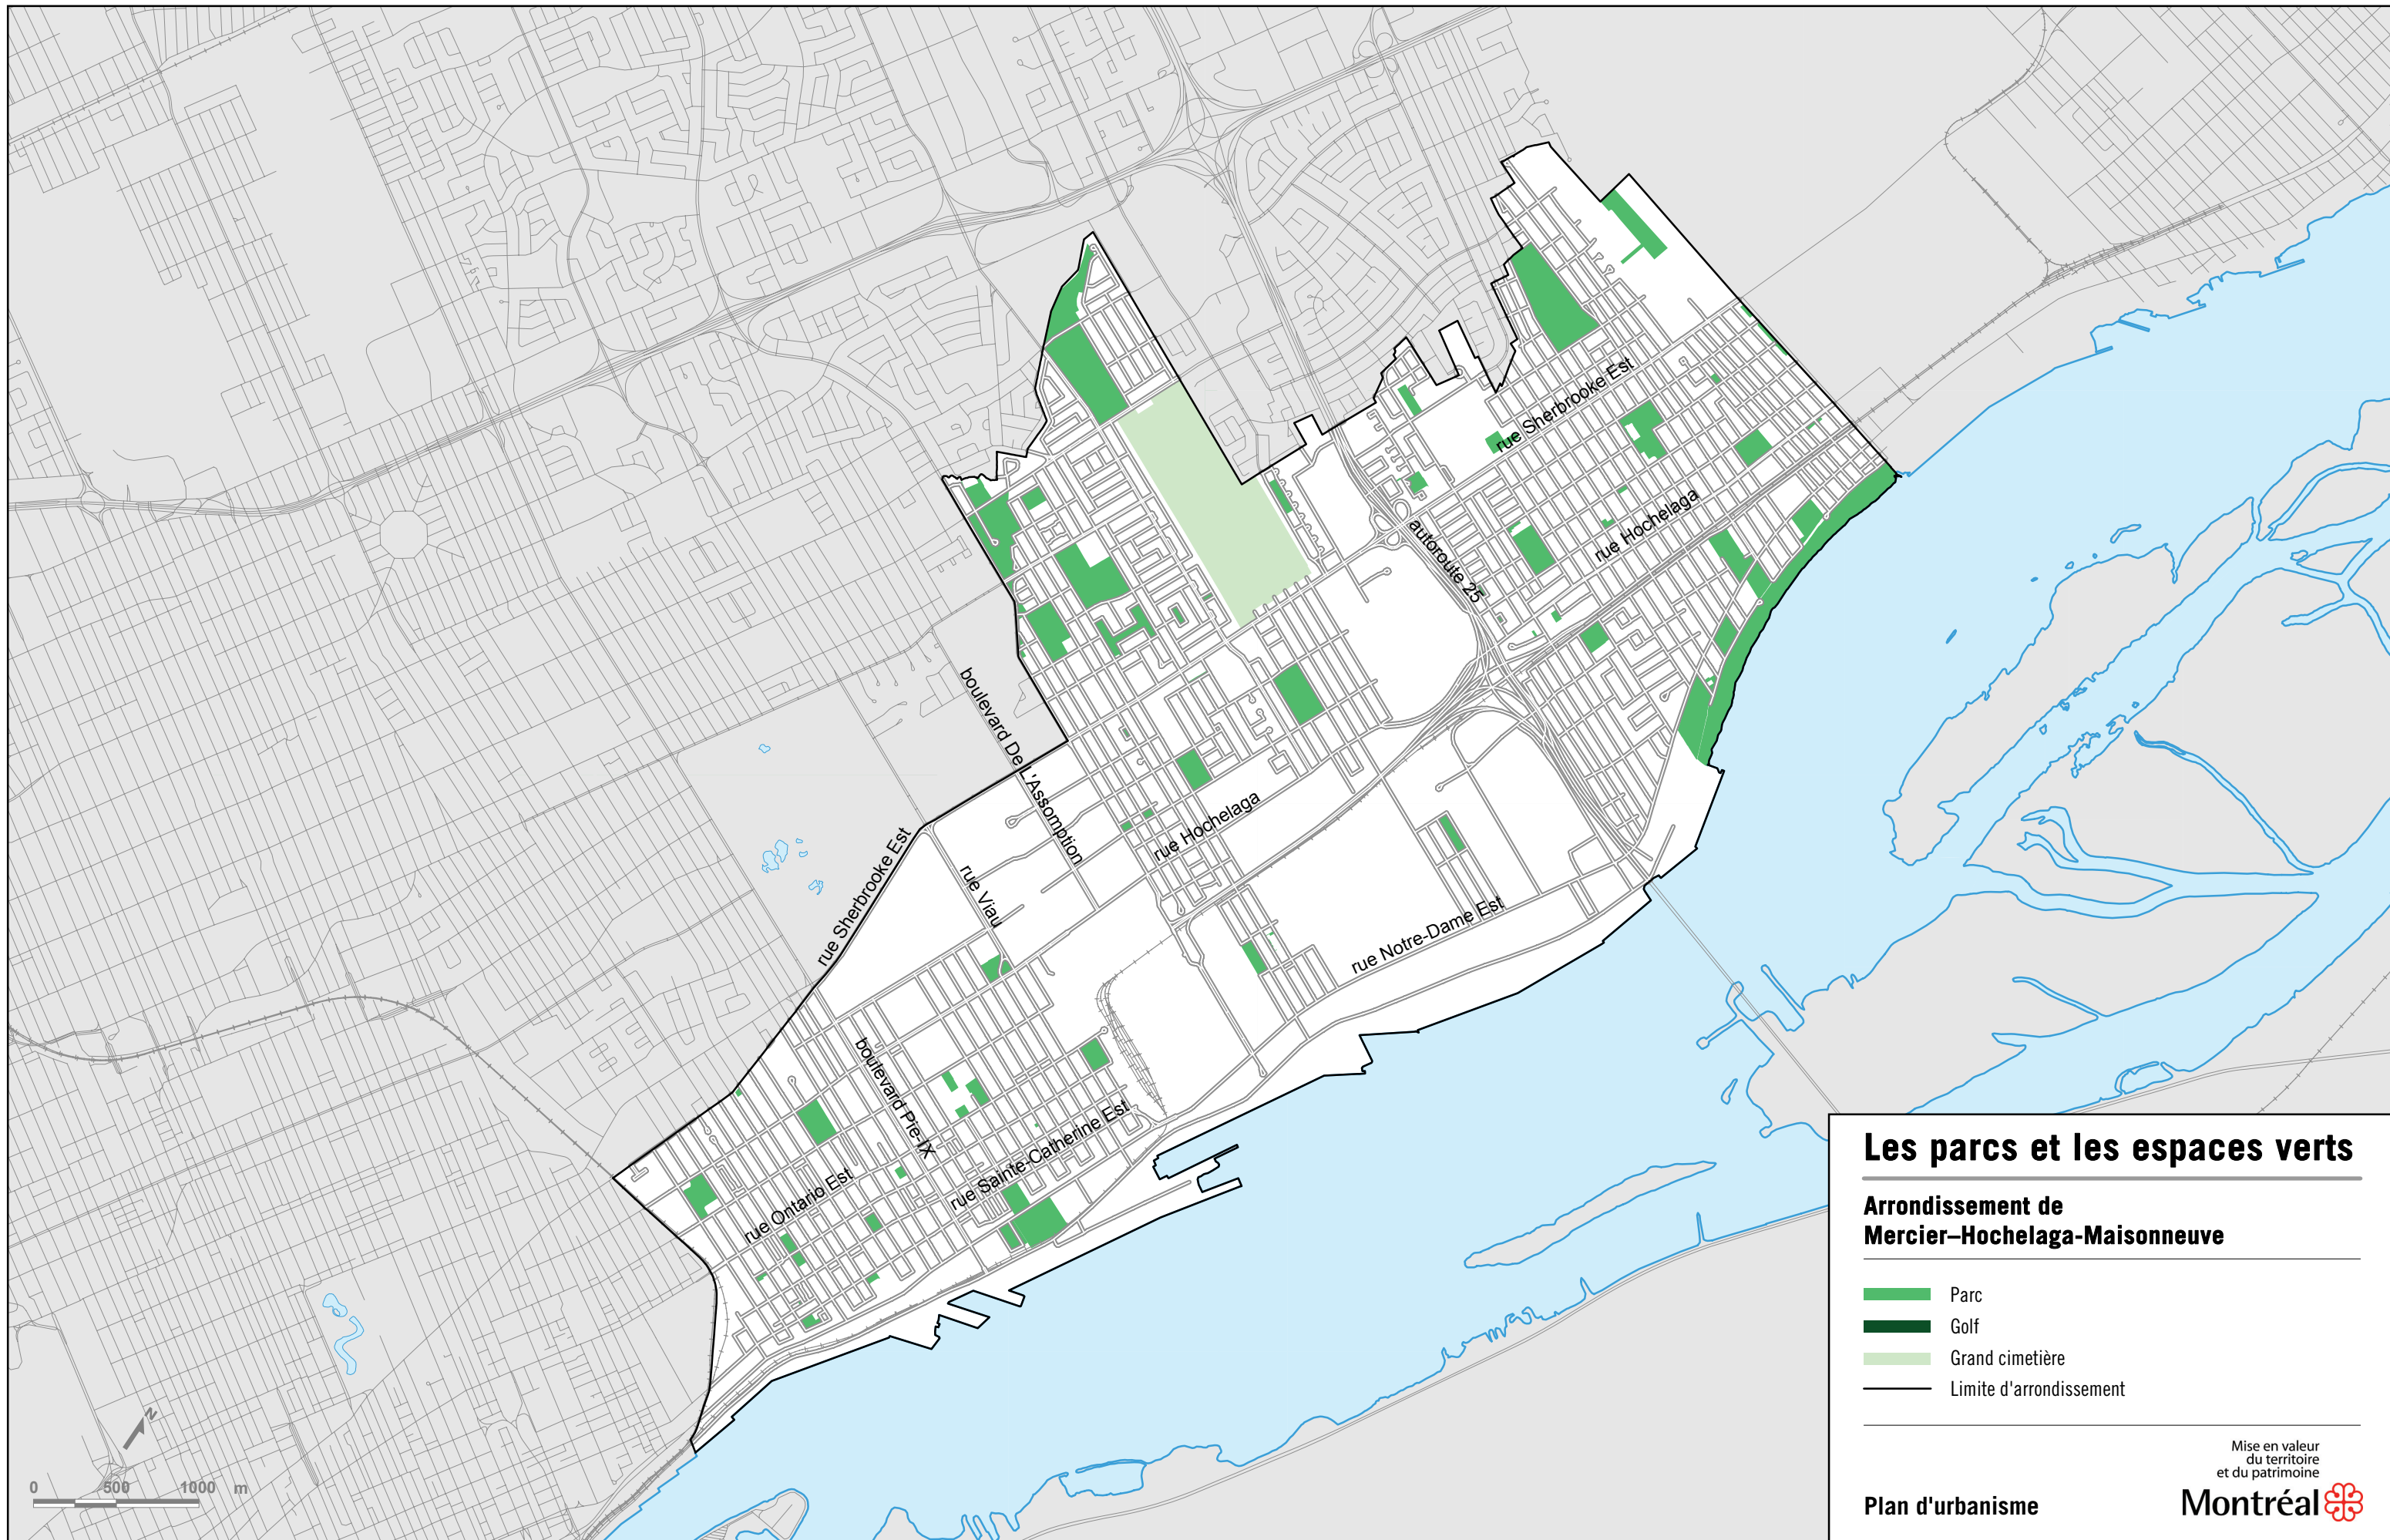 rue Sherbrooke Est
rue Hochelaga
autoroute 25
boulevard De L'Assomption
rue Hochelaga
rue Sherbrooke Est
rue Viau
rue Notre-Dame Est
boulevard Pie-IX
rue Sainte-Catherine Est
rue Ontario Est
N
0 500 1000 m
Les parcs et les espaces verts
Arrondissement de
Mercier–Hochelaga-Maisonneuve
Parc
Golf
Grand cimetière
Limite d'arrondissement
Mise en valeur
du territoire
et du patrimoine
Plan d'urbanisme
Montréal